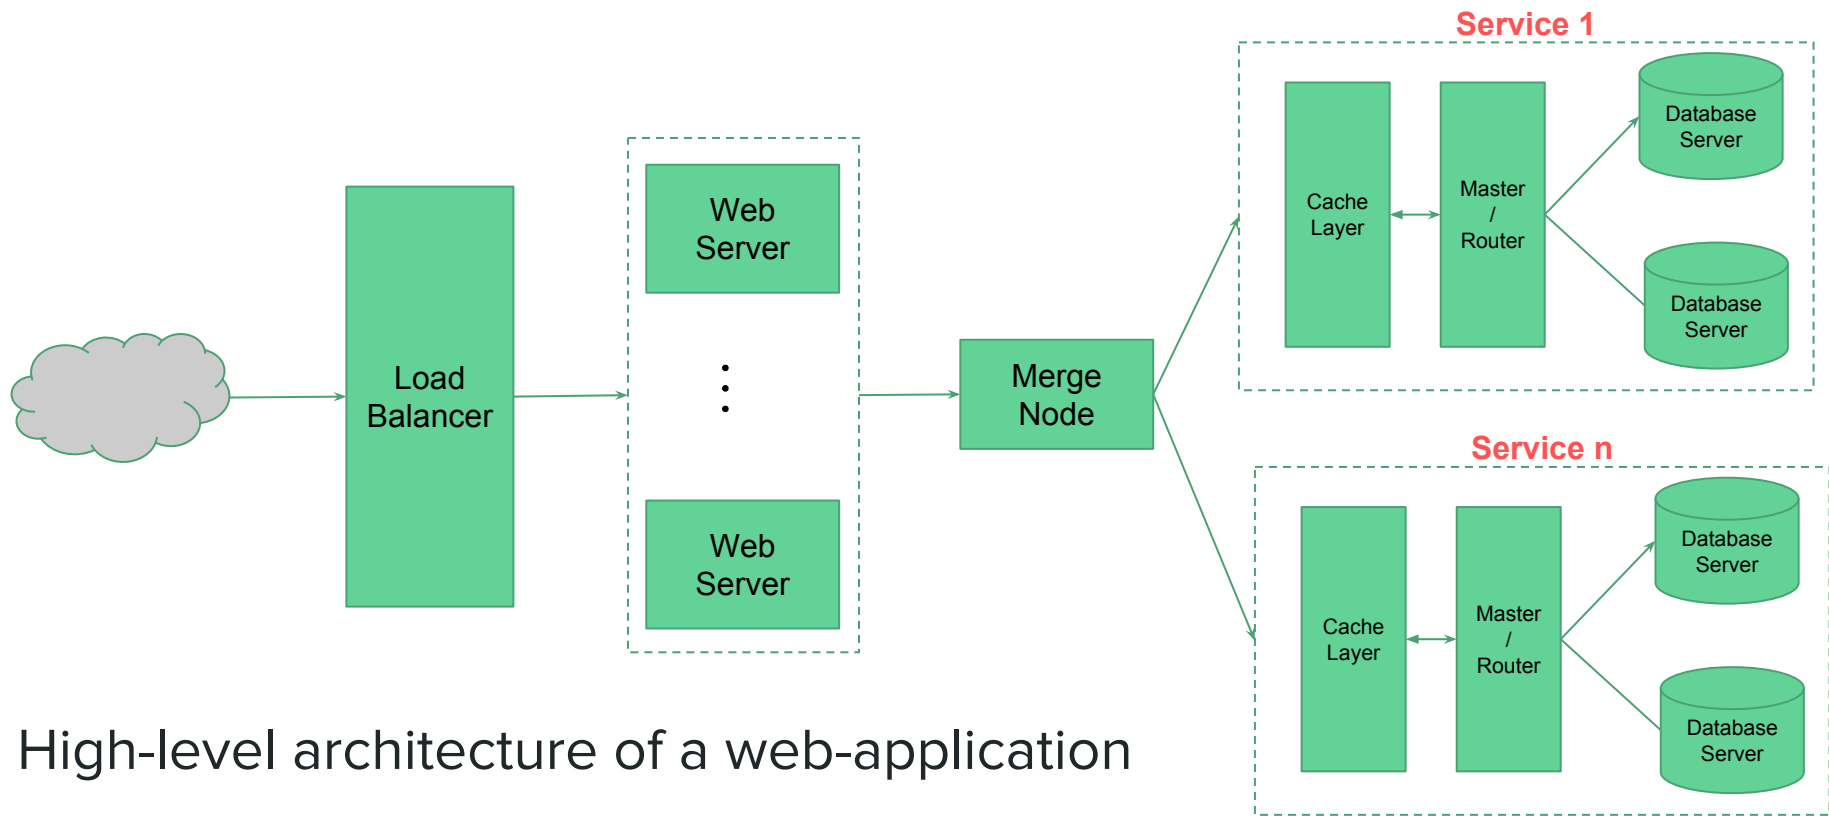 Service 1
Database
Server
Cache
Layer
Master
/
Router
Database
Server
Web
Server
Load
Balancer
Merge
Node
Web
Server
Service n
Database
Server
Cache
Layer
Master
/
Router
Database
Server
High-level architecture of a web-application